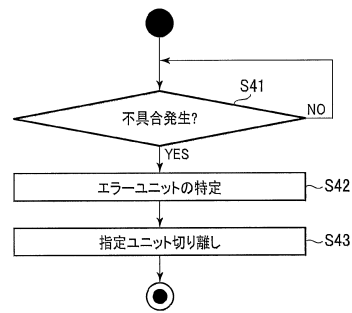 S41
不具合発生?
NO
YES
エラーユニットの特定
S42
指定ユニット切り離し
S43